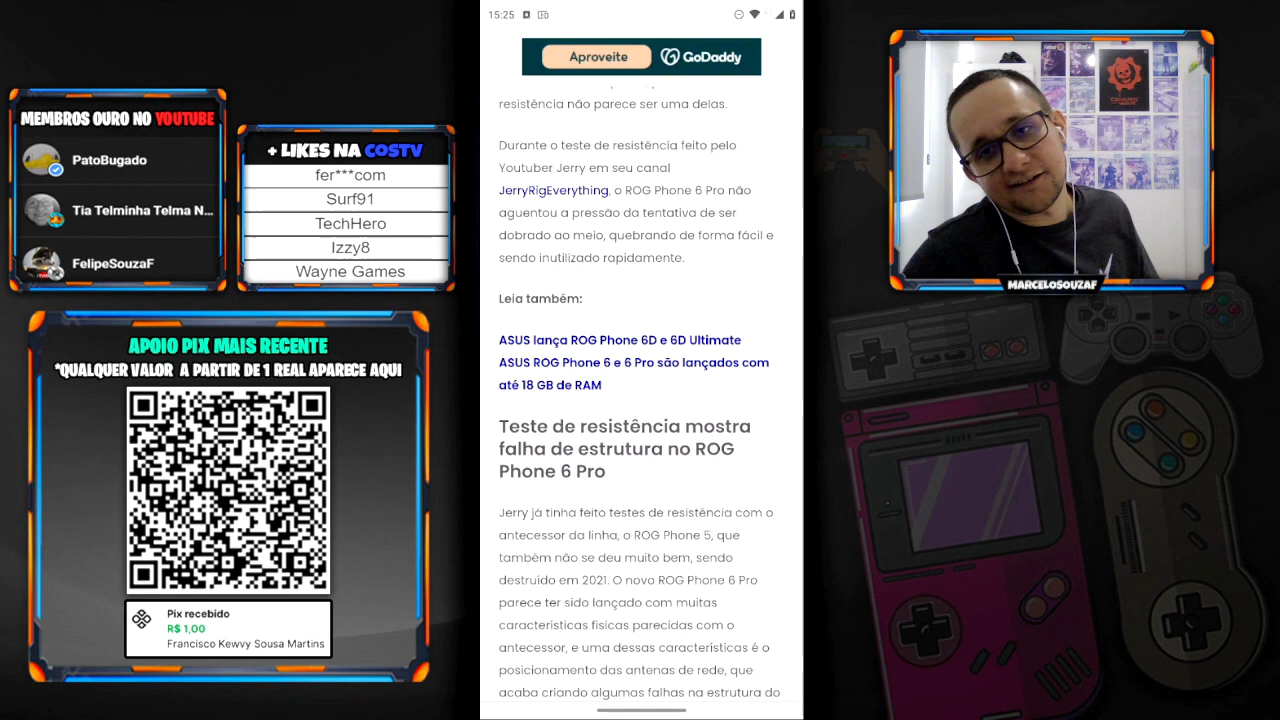 MEMBROS OURO NO YOUTUBE
PatoBugado
Tia Telminha Telma N...
FelipeSouzaF
+ LIKES NA COSTV
fer***com
Surf91
TechHero
Izzy8
Wayne Games
APOIO PIX MAIS RECENTE
*QUALQUER VALOR A PARTIR DE 1 REAL APARECE AQUI
Pix recebido
R$ 1,00
Francisco Kewvy Sousa Martins
15:25
Aproveite GoDaddy
resistência não parece ser uma delas.
Durante o teste de resistência feito pelo
Youtuber Jerry em seu canal
JerryRigEverything, o ROG Phone 6 Pro não
aguentou a pressão da tentativa de ser
dobrado ao meio, quebrando de forma fácil e
sendo inutilizado rapidamente.
Leia também:
ASUS lança ROG Phone 6D e 6D Ultimate
ASUS ROG Phone 6 e 6 Pro são lançados com
até 18 GB de RAM
Teste de resistência mostra
falha de estrutura no ROG
Phone 6 Pro
Jerry já tinha feito testes de resistência com o
antecessor da linha, o ROG Phone 5, que
também não se deu muito bem, sendo
destruído em 2021. O novo ROG Phone 6 Pro
parece ter sido lançado com muitas
características físicas parecidas com o
antecessor, e uma dessas características é o
posicionamento das antenas de rede, que
acaba criando algumas falhas na estrutura do
MARCELOSOUZAF